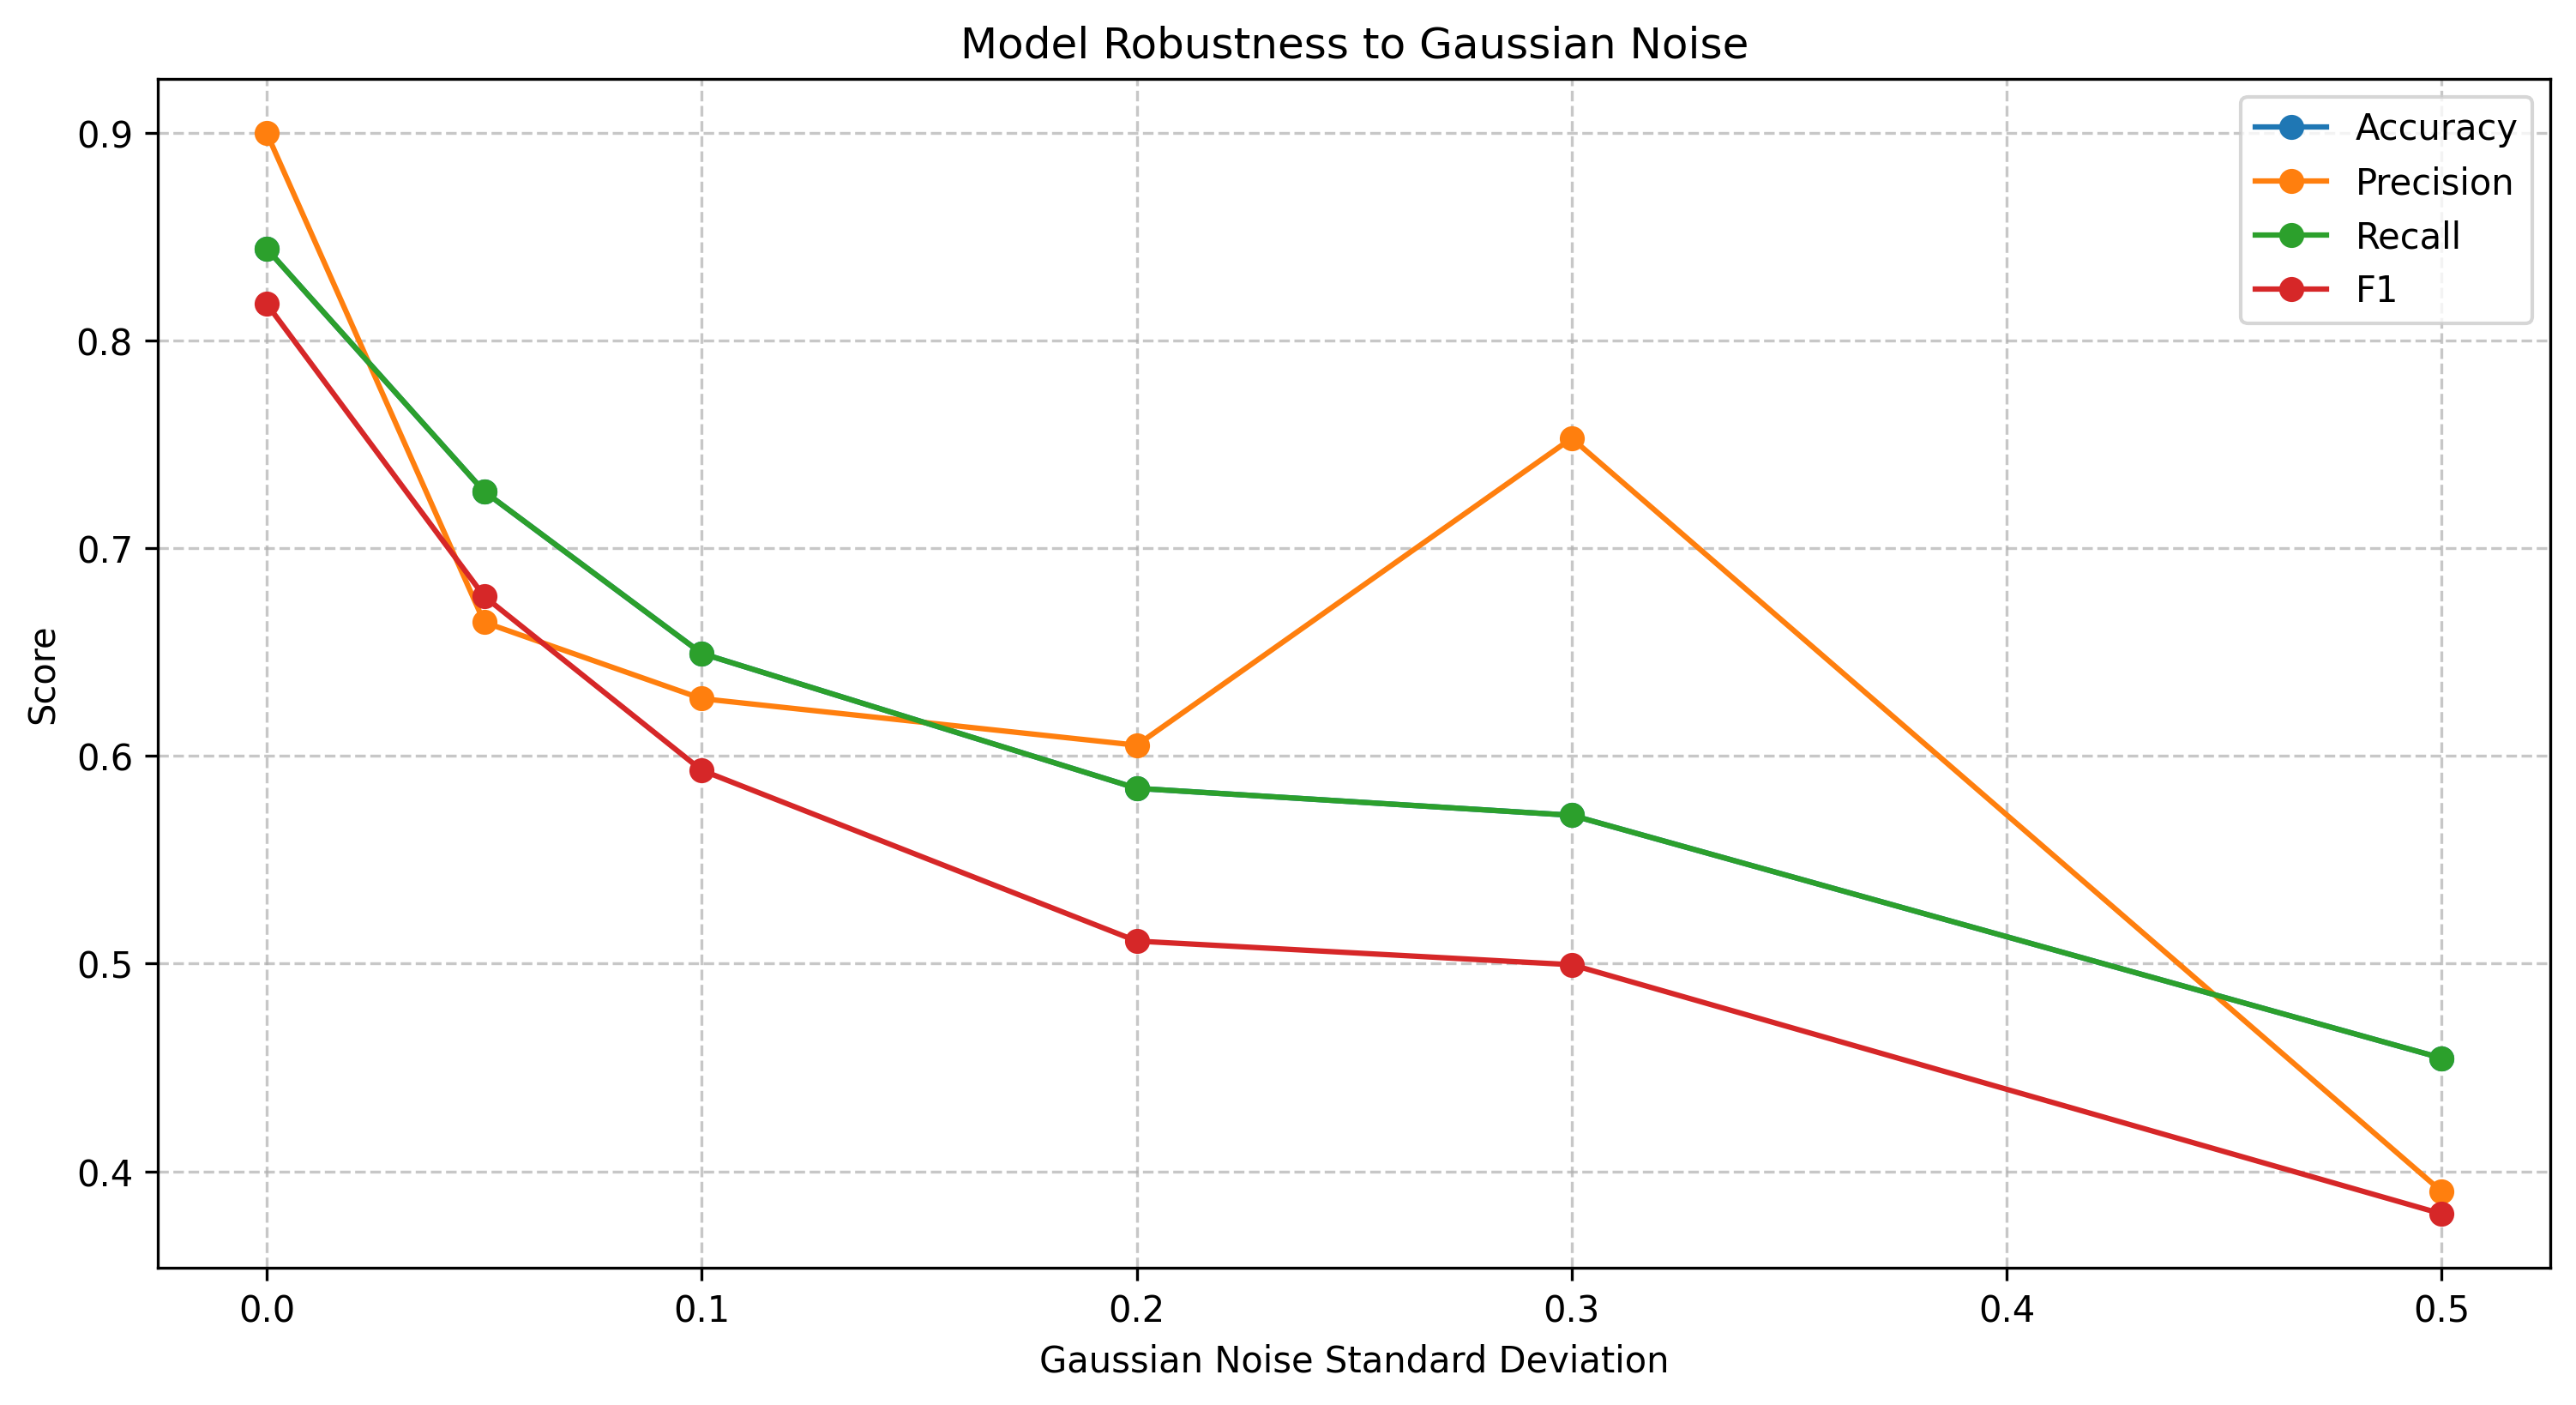 Model Robustness to Gaussian Noise
Accuracy
Precision
Recall
F1
Score
0.9
0.8
0.7
0.6
0.5
0.4
0.0 0.1 0.2 0.3 0.4 0.5
Gaussian Noise Standard Deviation